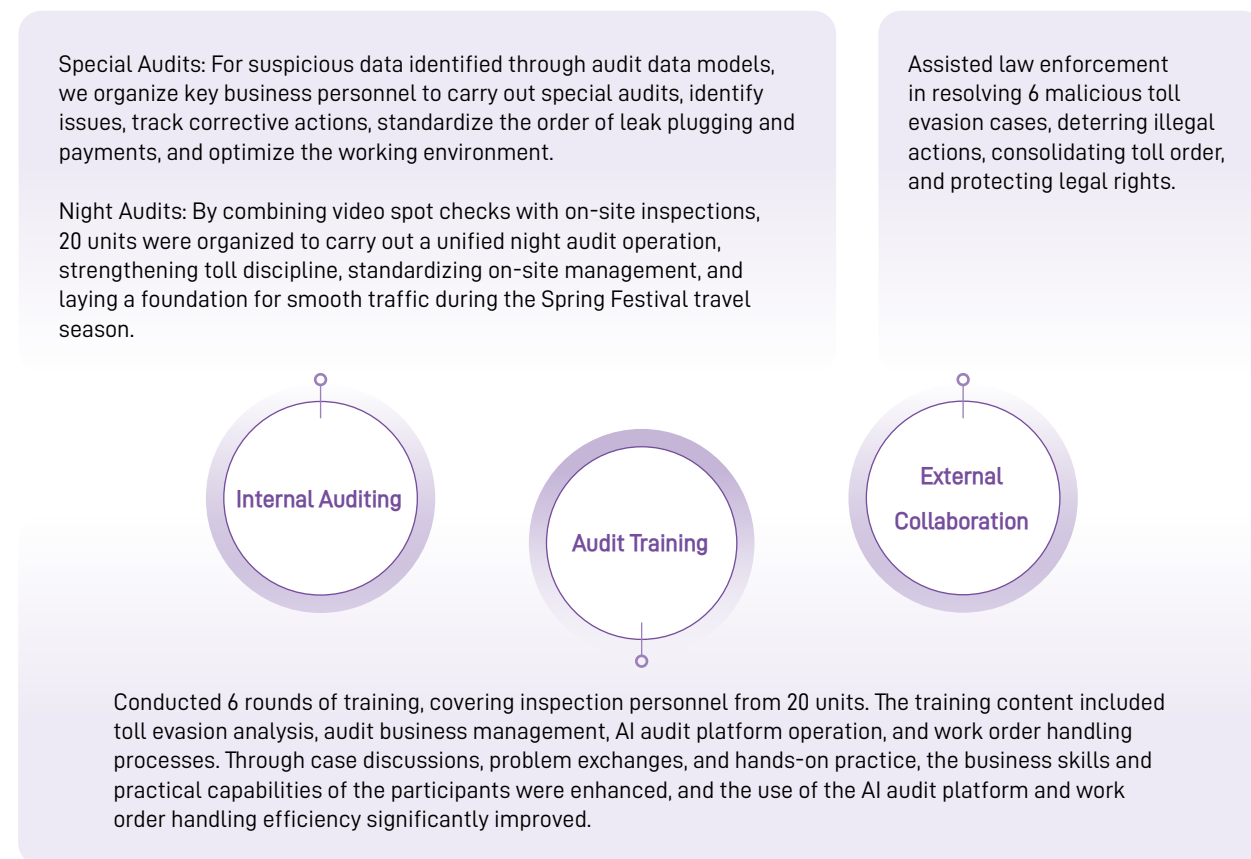 Special Audits: For suspicious data identified through audit data models,
we organize key business personnel to carry out special audits, identify
issues, track corrective actions, standardize the order of leak plugging and
payments, and optimize the working environment.
Night Audits: By combining video spot checks with on-site inspections,
20 units were organized to carry out a unified night audit operation,
strengthening toll discipline, standardizing on-site management, and
laying a foundation for smooth traffic during the Spring Festival travel
season.
Assisted law enforcement
in resolving 6 malicious toll
evasion cases, deterring illegal
actions, consolidating toll order,
and protecting legal rights.
Internal Auditing
Audit Training
External
Collaboration
Conducted 6 rounds of training, covering inspection personnel from 20 units. The training content included
toll evasion analysis, audit business management, AI audit platform operation, and work order handling
processes. Through case discussions, problem exchanges, and hands-on practice, the business skills and
practical capabilities of the participants were enhanced, and the use of the AI audit platform and work
order handling efficiency significantly improved.